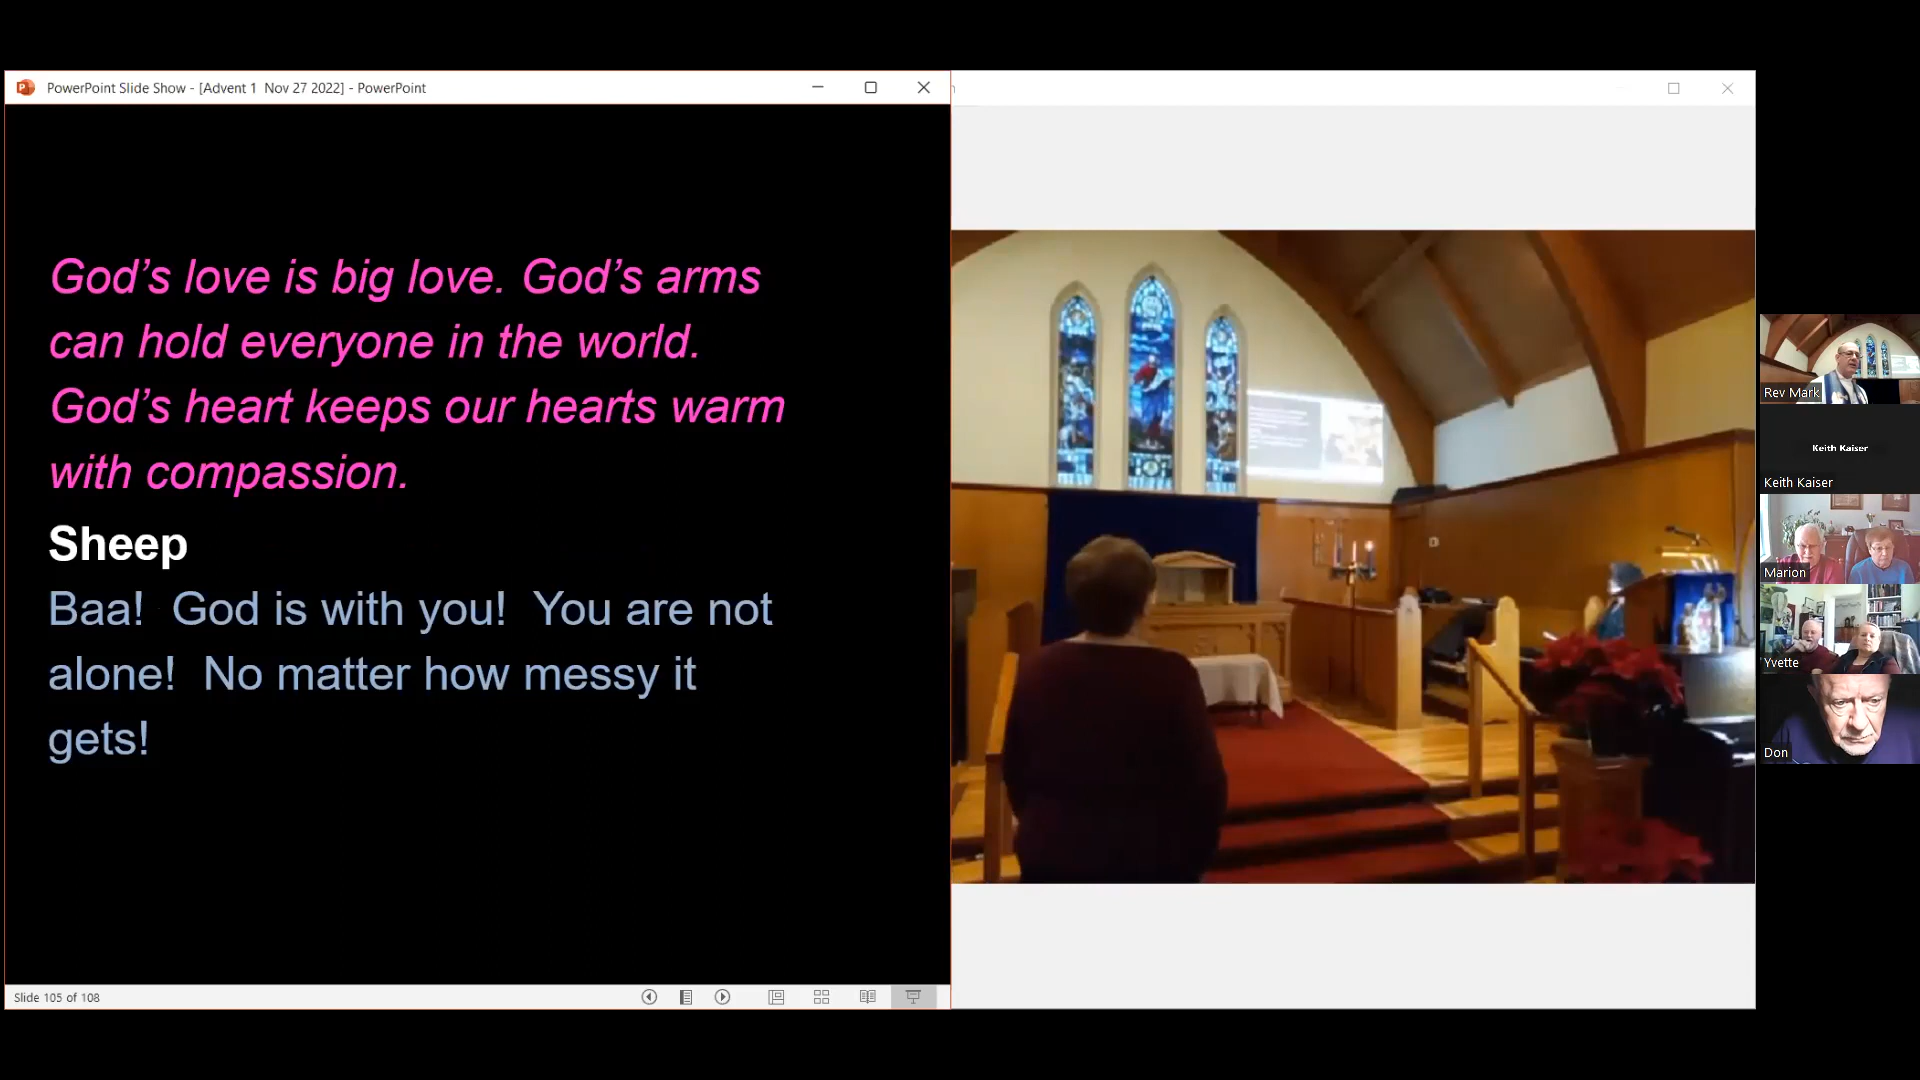 PowerPoint Slide Show - [Advent 1  Nov 27 2022] - PowerPoint
God’s love is big love. God’s arms
can hold everyone in the world.
God’s heart keeps our hearts warm
with compassion.
Sheep
Baa!  God is with you!  You are not
alone!  No matter how messy it
gets!
Slide 105 of 108
Rev Mark
Keith Kaiser
Keith Kaiser
Marion
Yvette
Don